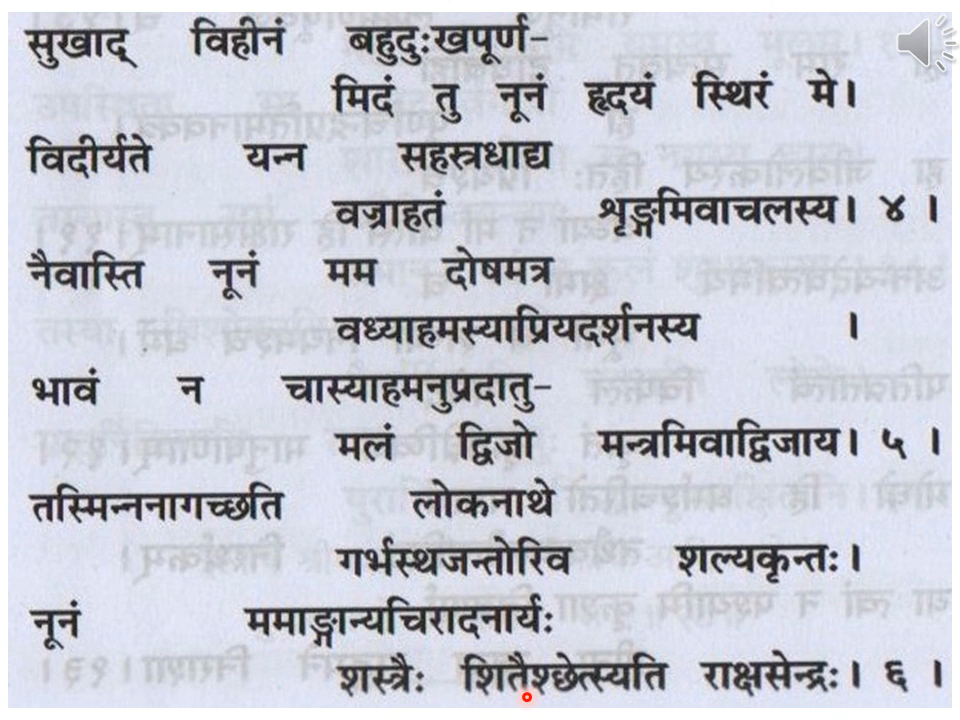 सुखाद् विहीनं बहुदुःखपूर्ण-
मिदं तु नूनं हृदयं स्थिरं मे।
विदीर्यते यन्न सहस्रधाद्य
वज्राहतं शृङ्गमिवाचलस्य। ४ ।
नैवास्ति नूनं मम दोषमत्र
वध्याहमस्याप्रियदर्शनस्य ।
भावं न चास्याहमनुप्रदातु-
मलं द्विजो मन्त्रमिवाद्विजाय। ५ ।
तस्मिन्ननागच्छति लोकनाथे
गर्भस्थजन्तोरिव शल्यकृन्तः।
नूनं ममाङ्गान्यचिरादनार्यः
शस्त्रैः शितैश्छेत्स्यति राक्षसेन्द्रः। ६ ।